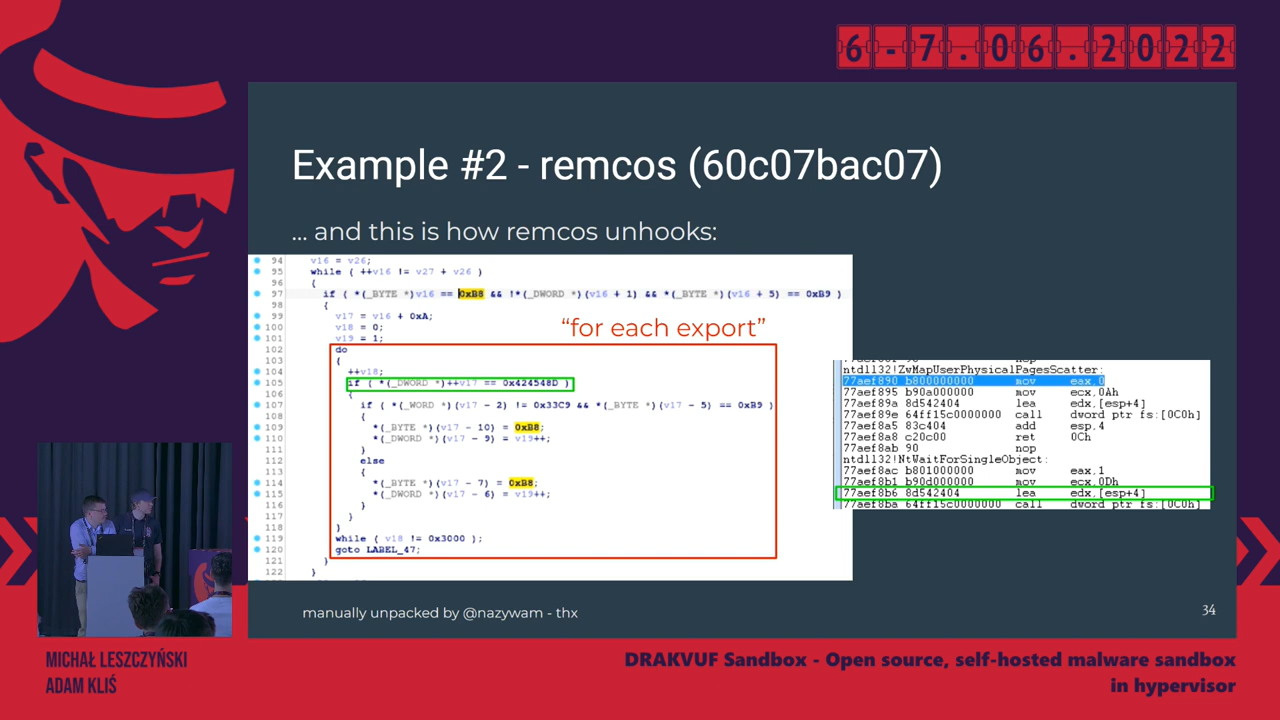 6-7.06.2022
Example #2 - remcos (60c07bac07)
... and this is how remcos unhooks:
94 v16 = v26;
95 while ( ++v16 != v27 + v26 )
96 {
97 if ( *(_BYTE *)v16 == 0xB8 && !*(_DWORD *)(v16 + 1) && *(_BYTE *)(v16 + 5) == 0xB9 )
98 {
99 v17 = v16 + 0xA;
100 v18 = 0;
101 v19 = 1;
“for each export”
102 do
103 {
104 ++v18;
105 if ( *(_DWORD *)++v17 == 0x424548D )
106 {
107 if ( *(_WORD *)(v17 - 2) != 0x33C9 && *(_BYTE *)(v17 - 5) == 0xB9 )
108 {
109 *(_BYTE *)(v17 - 10) = 0xB8;
110 *(_DWORD *)(v17 - 9) = v19++;
111 }
112 else
113 {
114 *(_BYTE *)(v17 - 7) = 0xB8;
115 *(_DWORD *)(v17 - 6) = v19++;
116 }
117 }
118 }
119 while ( v18 != 0x3000 );
120 goto LABEL_47;
121 }
122 }
ntdll32!ZwMapUserPhysicalPagesScatter:
77aef890 b800000000 mov eax,0
77aef895 b90a000000 mov ecx,0Ah
77aef89a 8d542404 lea edx,[esp+4]
77aef89e 64ff15c0000000 call dword ptr fs:[0C0h]
77aef8a5 83c404 add esp,4
77aef8a8 c20c00 ret 0Ch
77aef8ab 90 nop
ntdll32!NtWaitForSingleObject:
77aef8ac b801000000 mov eax,1
77aef8b1 b90d000000 mov ecx,0Dh
77aef8b6 8d542404 lea edx,[esp+4]
77aef8ba 64ff15c0000000 call dword ptr fs:[0C0h]
manually unpacked by @nazywam - thx
34
MICHAŁ LESZCZYŃSKI
ADAM KLIŚ
DRAKVUF Sandbox - Open source, self-hosted malware sandbox
in hypervisor